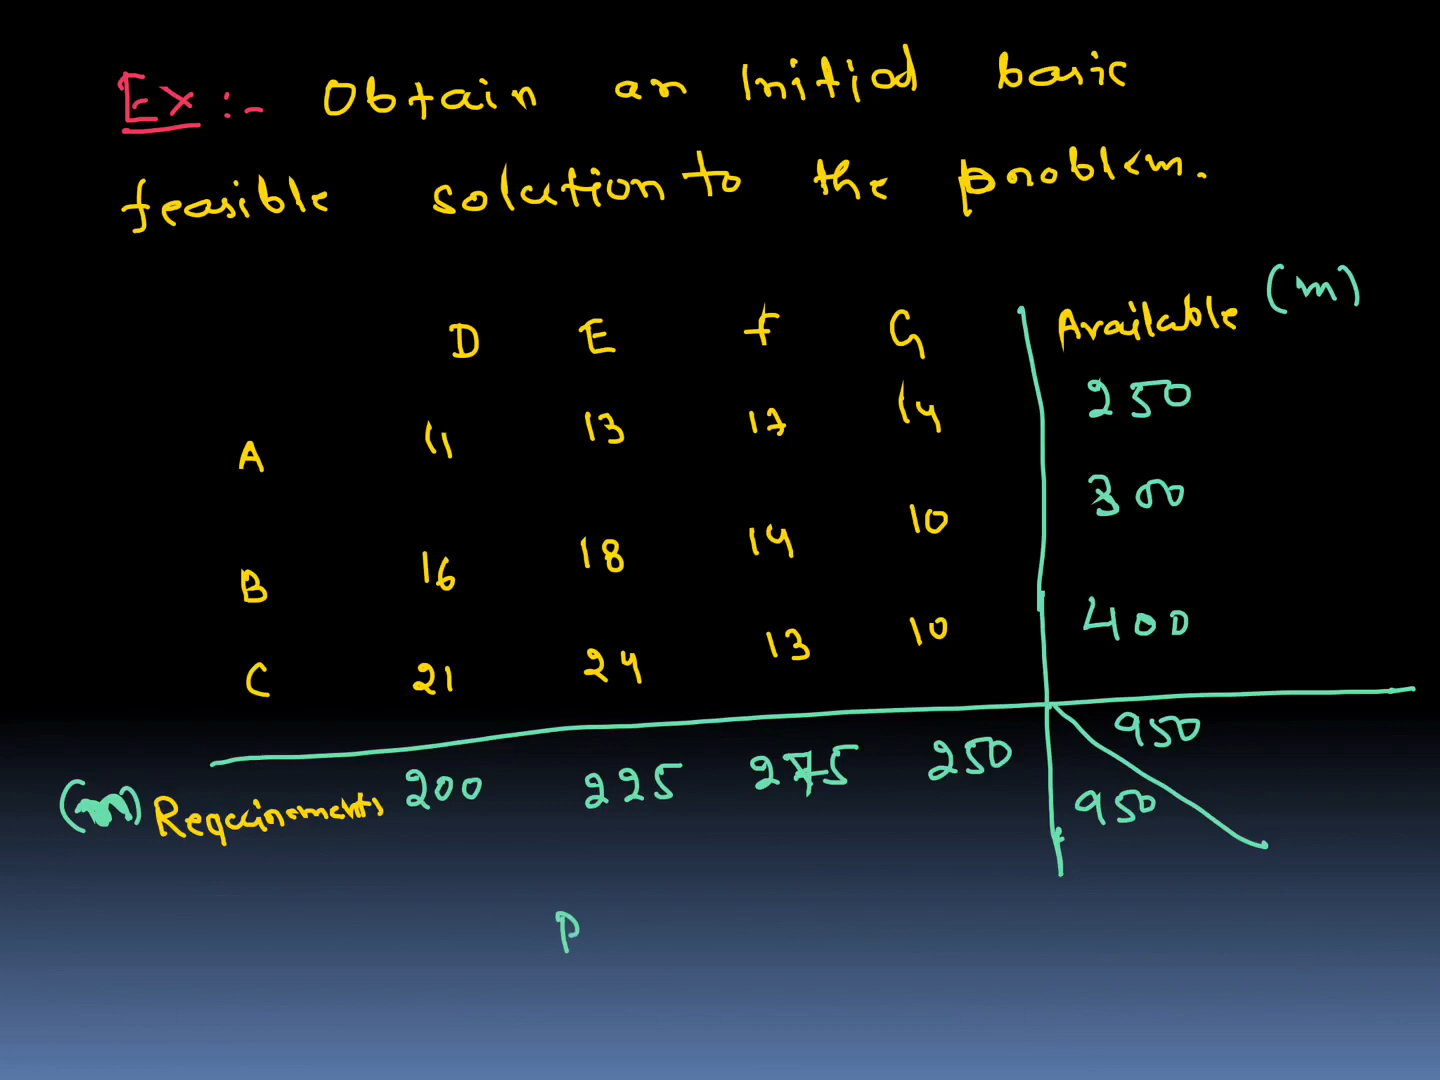 Ex:- Obtain an Initial basic
feasible solution to the problem.
D E F G Available (m)
A 11 13 17 14 250
B 16 18 14 10 300
C 21 24 13 10 400
950
(m) Requirements 200 225 275 250 950
P